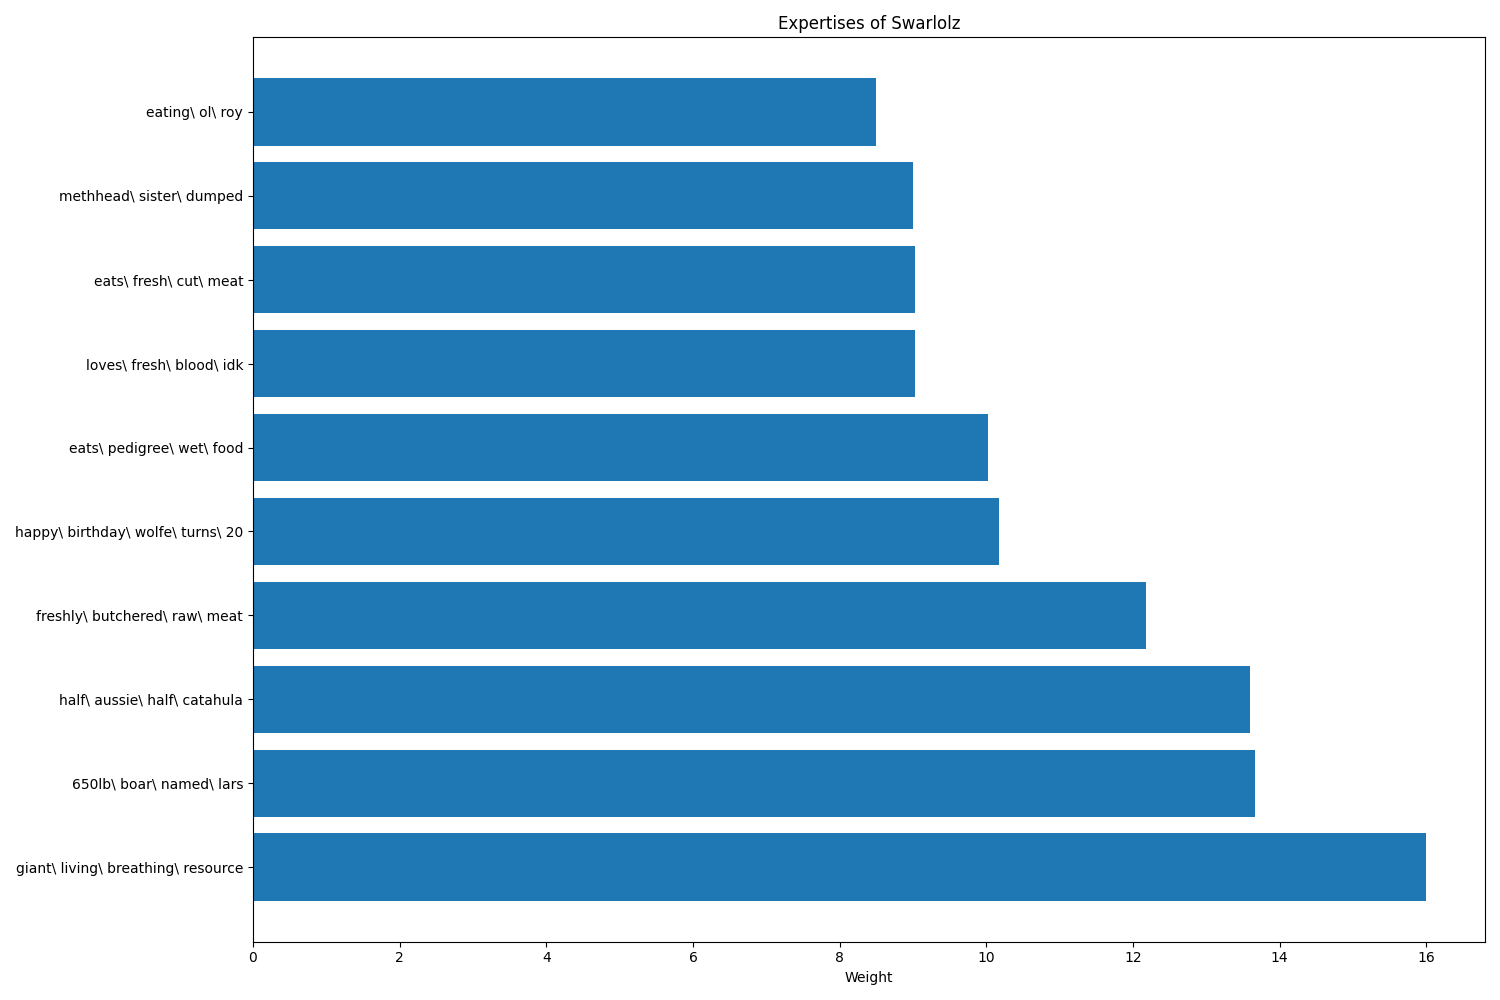 Expertises of Swarlolz
eating\ ol\ roy
methhead\ sister\ dumped
eats\ fresh\ cut\ meat
loves\ fresh\ blood\ idk
eats\ pedigree\ wet\ food
happy\ birthday\ wolfe\ turns\ 20
freshly\ butchered\ raw\ meat
half\ aussie\ half\ catahula
650lb\ boar\ named\ lars
giant\ living\ breathing\ resource
0 2 4 6 8 10 12 14 16
Weight